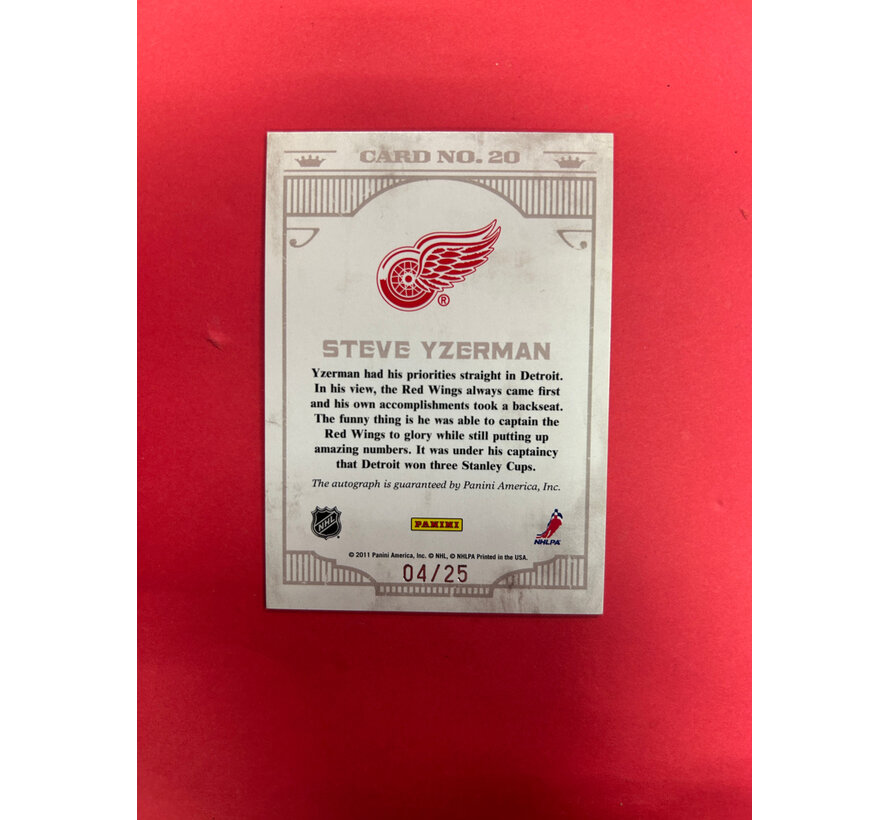 CARD NO. 20
®
STEVE YZERMAN
Yzerman had his priorities straight in Detroit.
In his view, the Red Wings always came first
and his own accomplishments took a backseat.
The funny thing is he was able to captain the
Red Wings to glory while still putting up
amazing numbers. It was under his captaincy
that Detroit won three Stanley Cups.
The autograph is guaranteed by Panini America, Inc.
NHL PANINI NHLPA
© 2011 Panini America, Inc. © NHL, © NHLPA Printed in the USA.
04/25